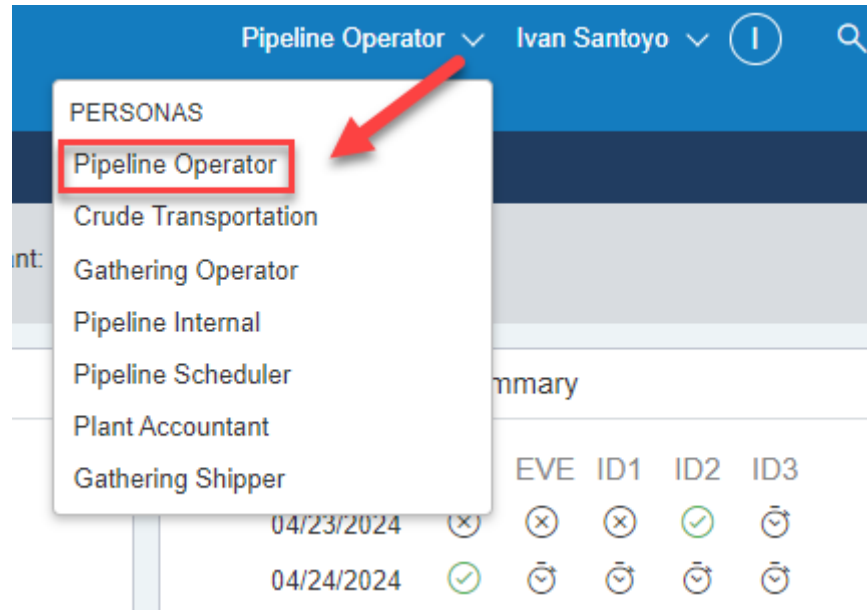 Pipeline Operator Ivan Santoyo I
PERSONAS
Pipeline Operator
Crude Transportation
Gathering Operator
Pipeline Internal
Pipeline Scheduler
Plant Accountant
Gathering Shipper
EVE ID1 ID2 ID3
04/23/2024
04/24/2024